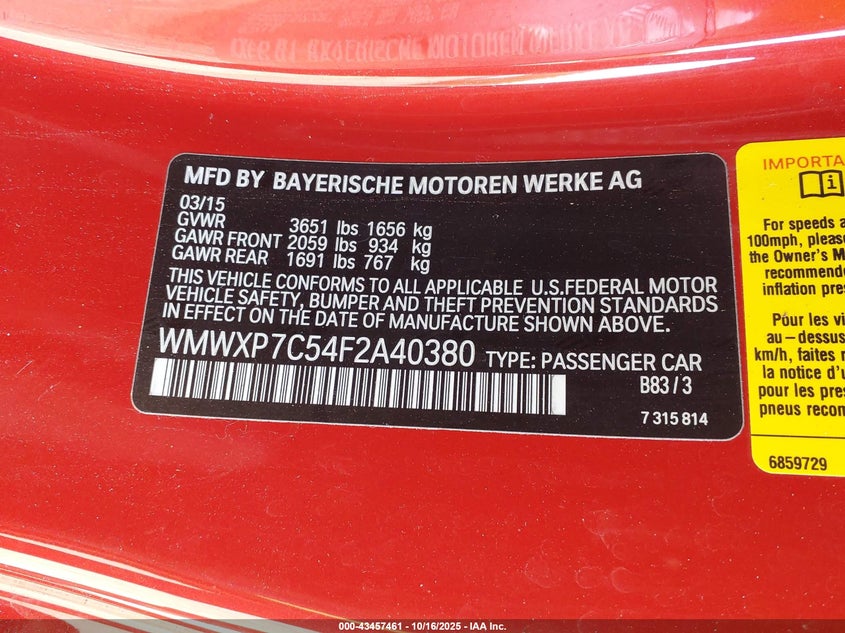 MFD BY BAYERISCHE MOTOREN WERKE AG
03/15
GVWR 3651 lbs 1656 kg
GAWR FRONT 2059 lbs 934 kg
GAWR REAR 1691 lbs 767 kg
THIS VEHICLE CONFORMS TO ALL APPLICABLE U.S.FEDERAL MOTOR
VEHICLE SAFETY, BUMPER AND THEFT PREVENTION STANDARDS
IN EFFECT ON THE DATE OF MANUFACTURE SHOWN ABOVE.
WMWXP7C54F2A40380 TYPE: PASSENGER CAR
B83/3
7 315 814
IMPORTA
For speeds a
100mph, please
the Owner's M
recommende
inflation pres
Pour les vi
au-dessus
km/h, faites r
la notice d'u
pour les pres
pneus recom
6859729
000-43457461 - 10/16/2025 - IAA Inc.